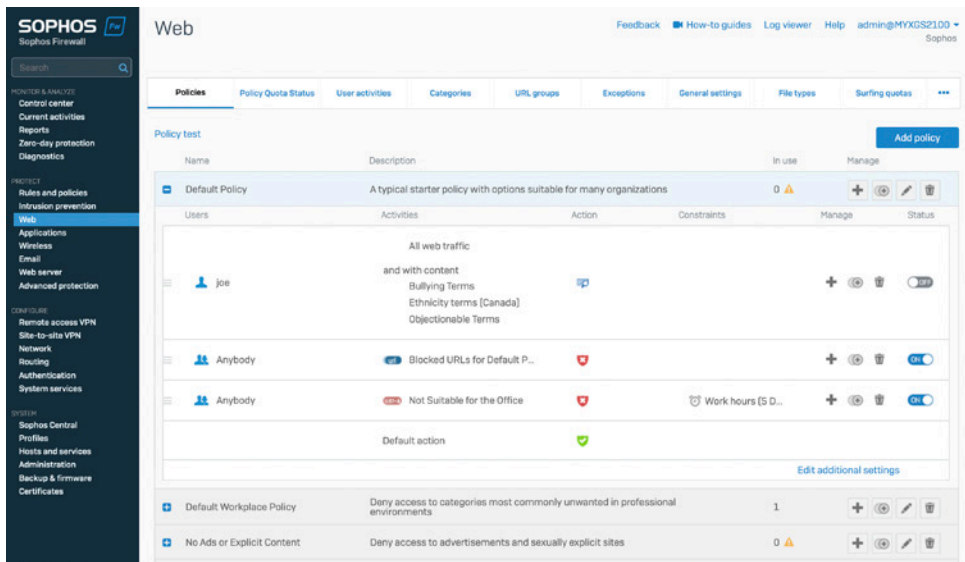 SOPHOS Fw
Sophos Firewall
Search
MONITOR & ANALYZE
Control center
Current activities
Reports
Zero-day protection
Diagnostics
PROTECT
Rules and policies
Intrusion prevention
Web
Applications
Wireless
Email
Web server
Advanced protection
CONFIGURE
Remote access VPN
Site-to-site VPN
Network
Routing
Authentication
System services
SYSTEM
Sophos Central
Profiles
Hosts and services
Administration
Backup & firmware
Certificates
Web
Feedback How-to guides Log viewer Help admin@MYXGS2100
Sophos
Policies Policy Quota Status User activities Categories URL groups Exceptions General settings File types Surfing quotas •••
Policy test
Add policy
Name Description In use Manage
Default Policy A typical starter policy with options suitable for many organizations 0
Users Activities Action Constraints Manage Status
All web traffic
and with content
joe Bullying Terms OFF
Ethnicity terms (Canada)
Objectionable Terms
Anybody Blocked URLs for Default P... ON
Anybody Not Suitable for the Office Work hours (5 D... ON
Default action
Edit additional settings
Default Workplace Policy Deny access to categories most commonly unwanted in professional
environments 1
No Ads or Explicit Content Deny access to advertisements and sexually explicit sites 0